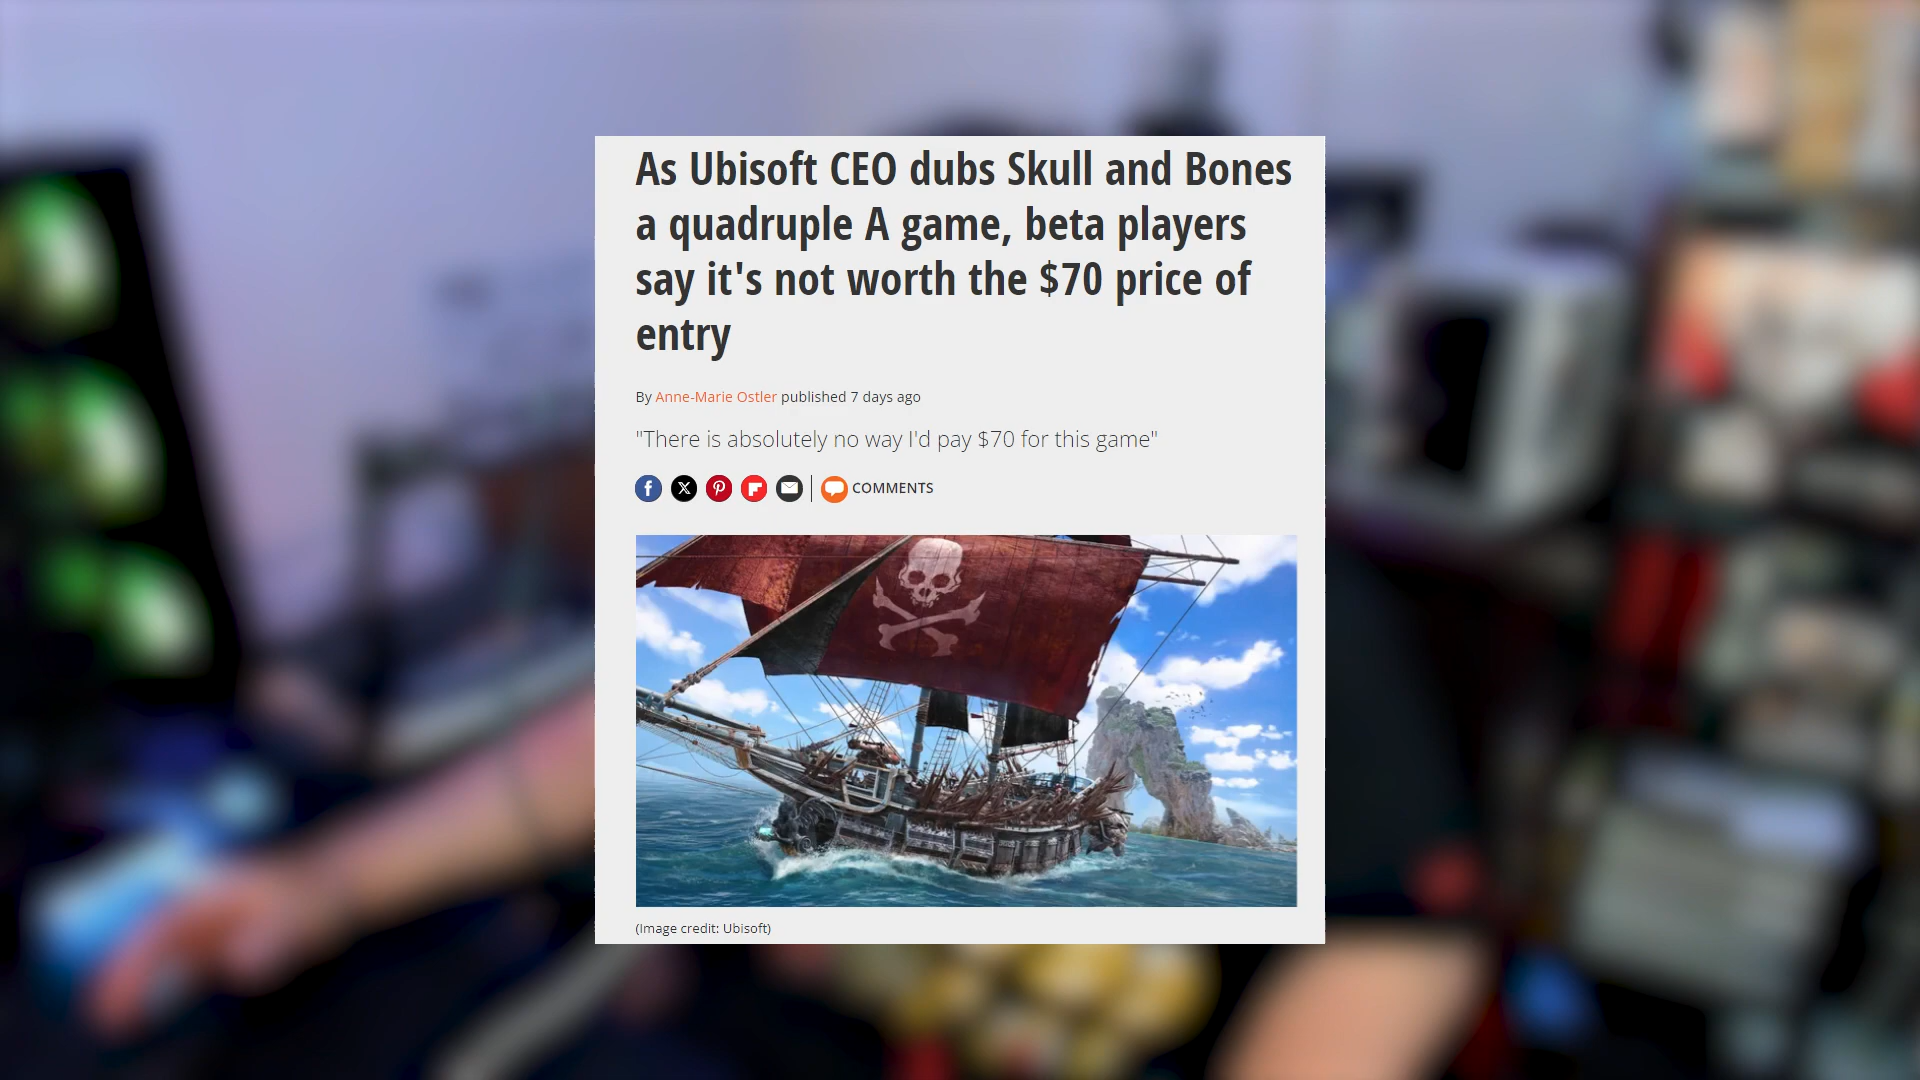 As Ubisoft CEO dubs Skull and Bones
a quadruple A game, beta players
say it's not worth the $70 price of
entry
By Anne-Marie Ostler published 7 days ago
"There is absolutely no way I'd pay $70 for this game"
COMMENTS
(Image credit: Ubisoft)